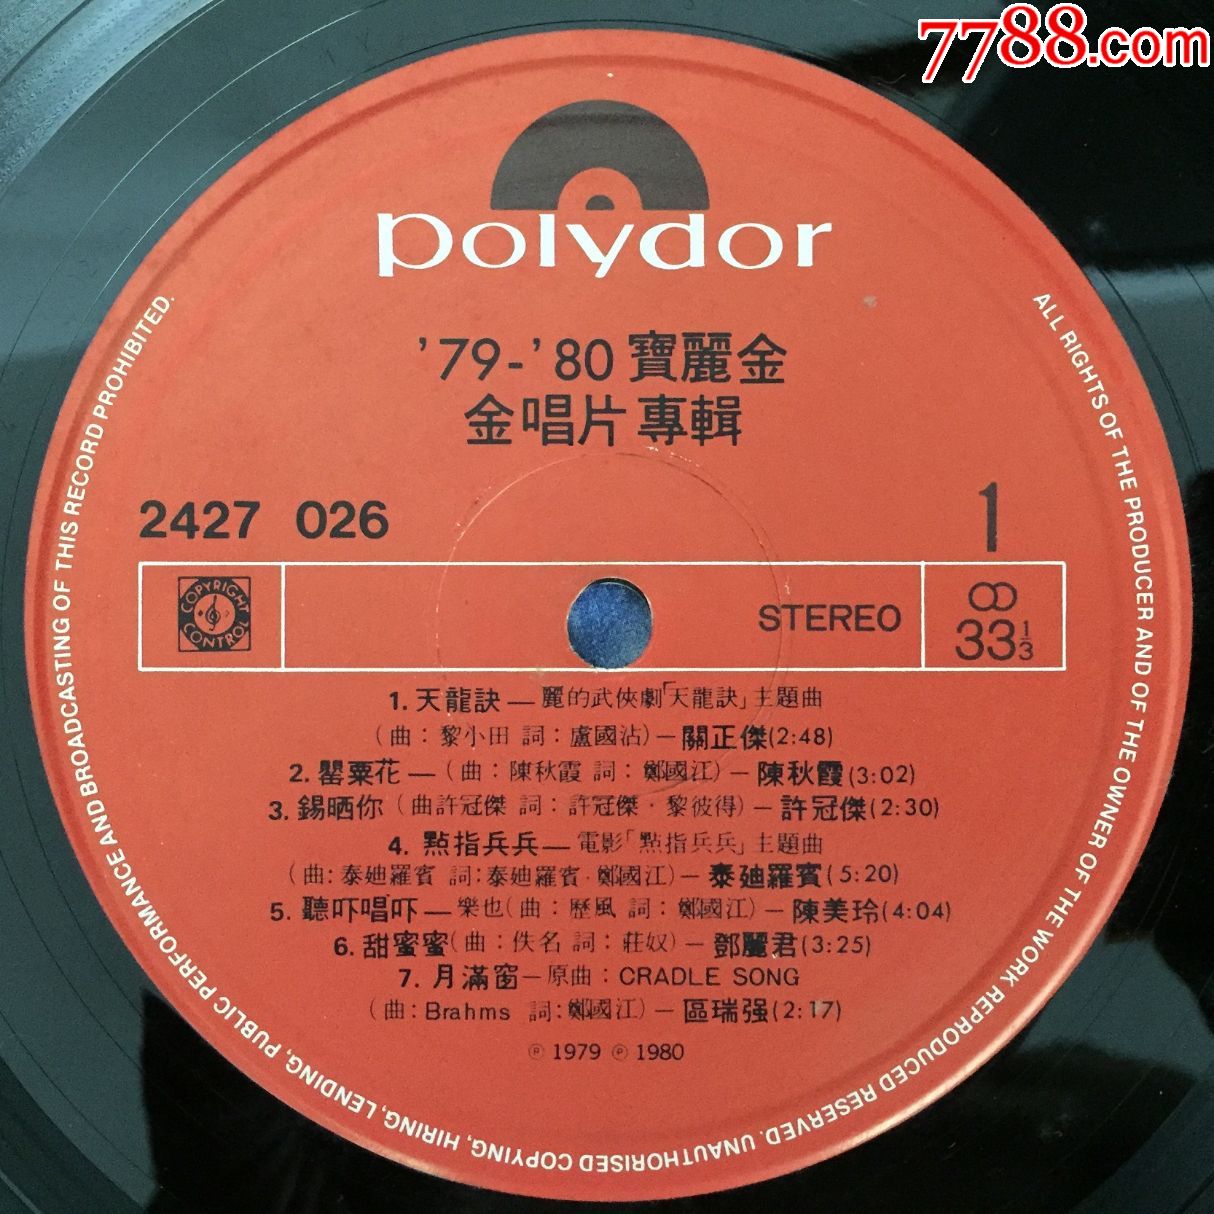 7788.com
polydor
'79-'80 寶麗金
金唱片專輯
2427 026
1
COPYRIGHT CONTROL
STEREO
33 1/3
1. 天龍訣 — 麗的武俠劇「天龍訣」主題曲
(曲：黎小田 詞：盧國沾) — 關正傑 (2:48)
2. 罌粟花 — (曲：陳秋霞 詞：鄭國江) — 陳秋霞 (3:02)
3. 錫晒你 (曲許冠傑 詞：許冠傑·黎彼得) — 許冠傑 (2:30)
4. 點指兵兵 — 電影「點指兵兵」主題曲
(曲：泰廸羅賓 詞：泰廸羅賓·鄭國江) — 泰廸羅賓 (5:20)
5. 聽吓唱吓 — 樂也 (曲：歷風 詞：鄭國江) — 陳美玲 (4:04)
6. 甜蜜蜜 (曲：佚名 詞：莊奴) — 鄧麗君 (3:25)
7. 月滿窗 — 原曲：CRADLE SONG
(曲：Brahms 詞：鄭國江) — 區瑞强 (2:17)
℗ 1979 ℗ 1980
ALL RIGHTS OF THE PRODUCER AND OF THE OWNER OF THE WORK REPRODUCED RESERVED. UNAUTHORISED COPYING, HIRING, LENDING, PUBLIC PERFORMANCE AND BROADCASTING OF THIS RECORD PROHIBITED.